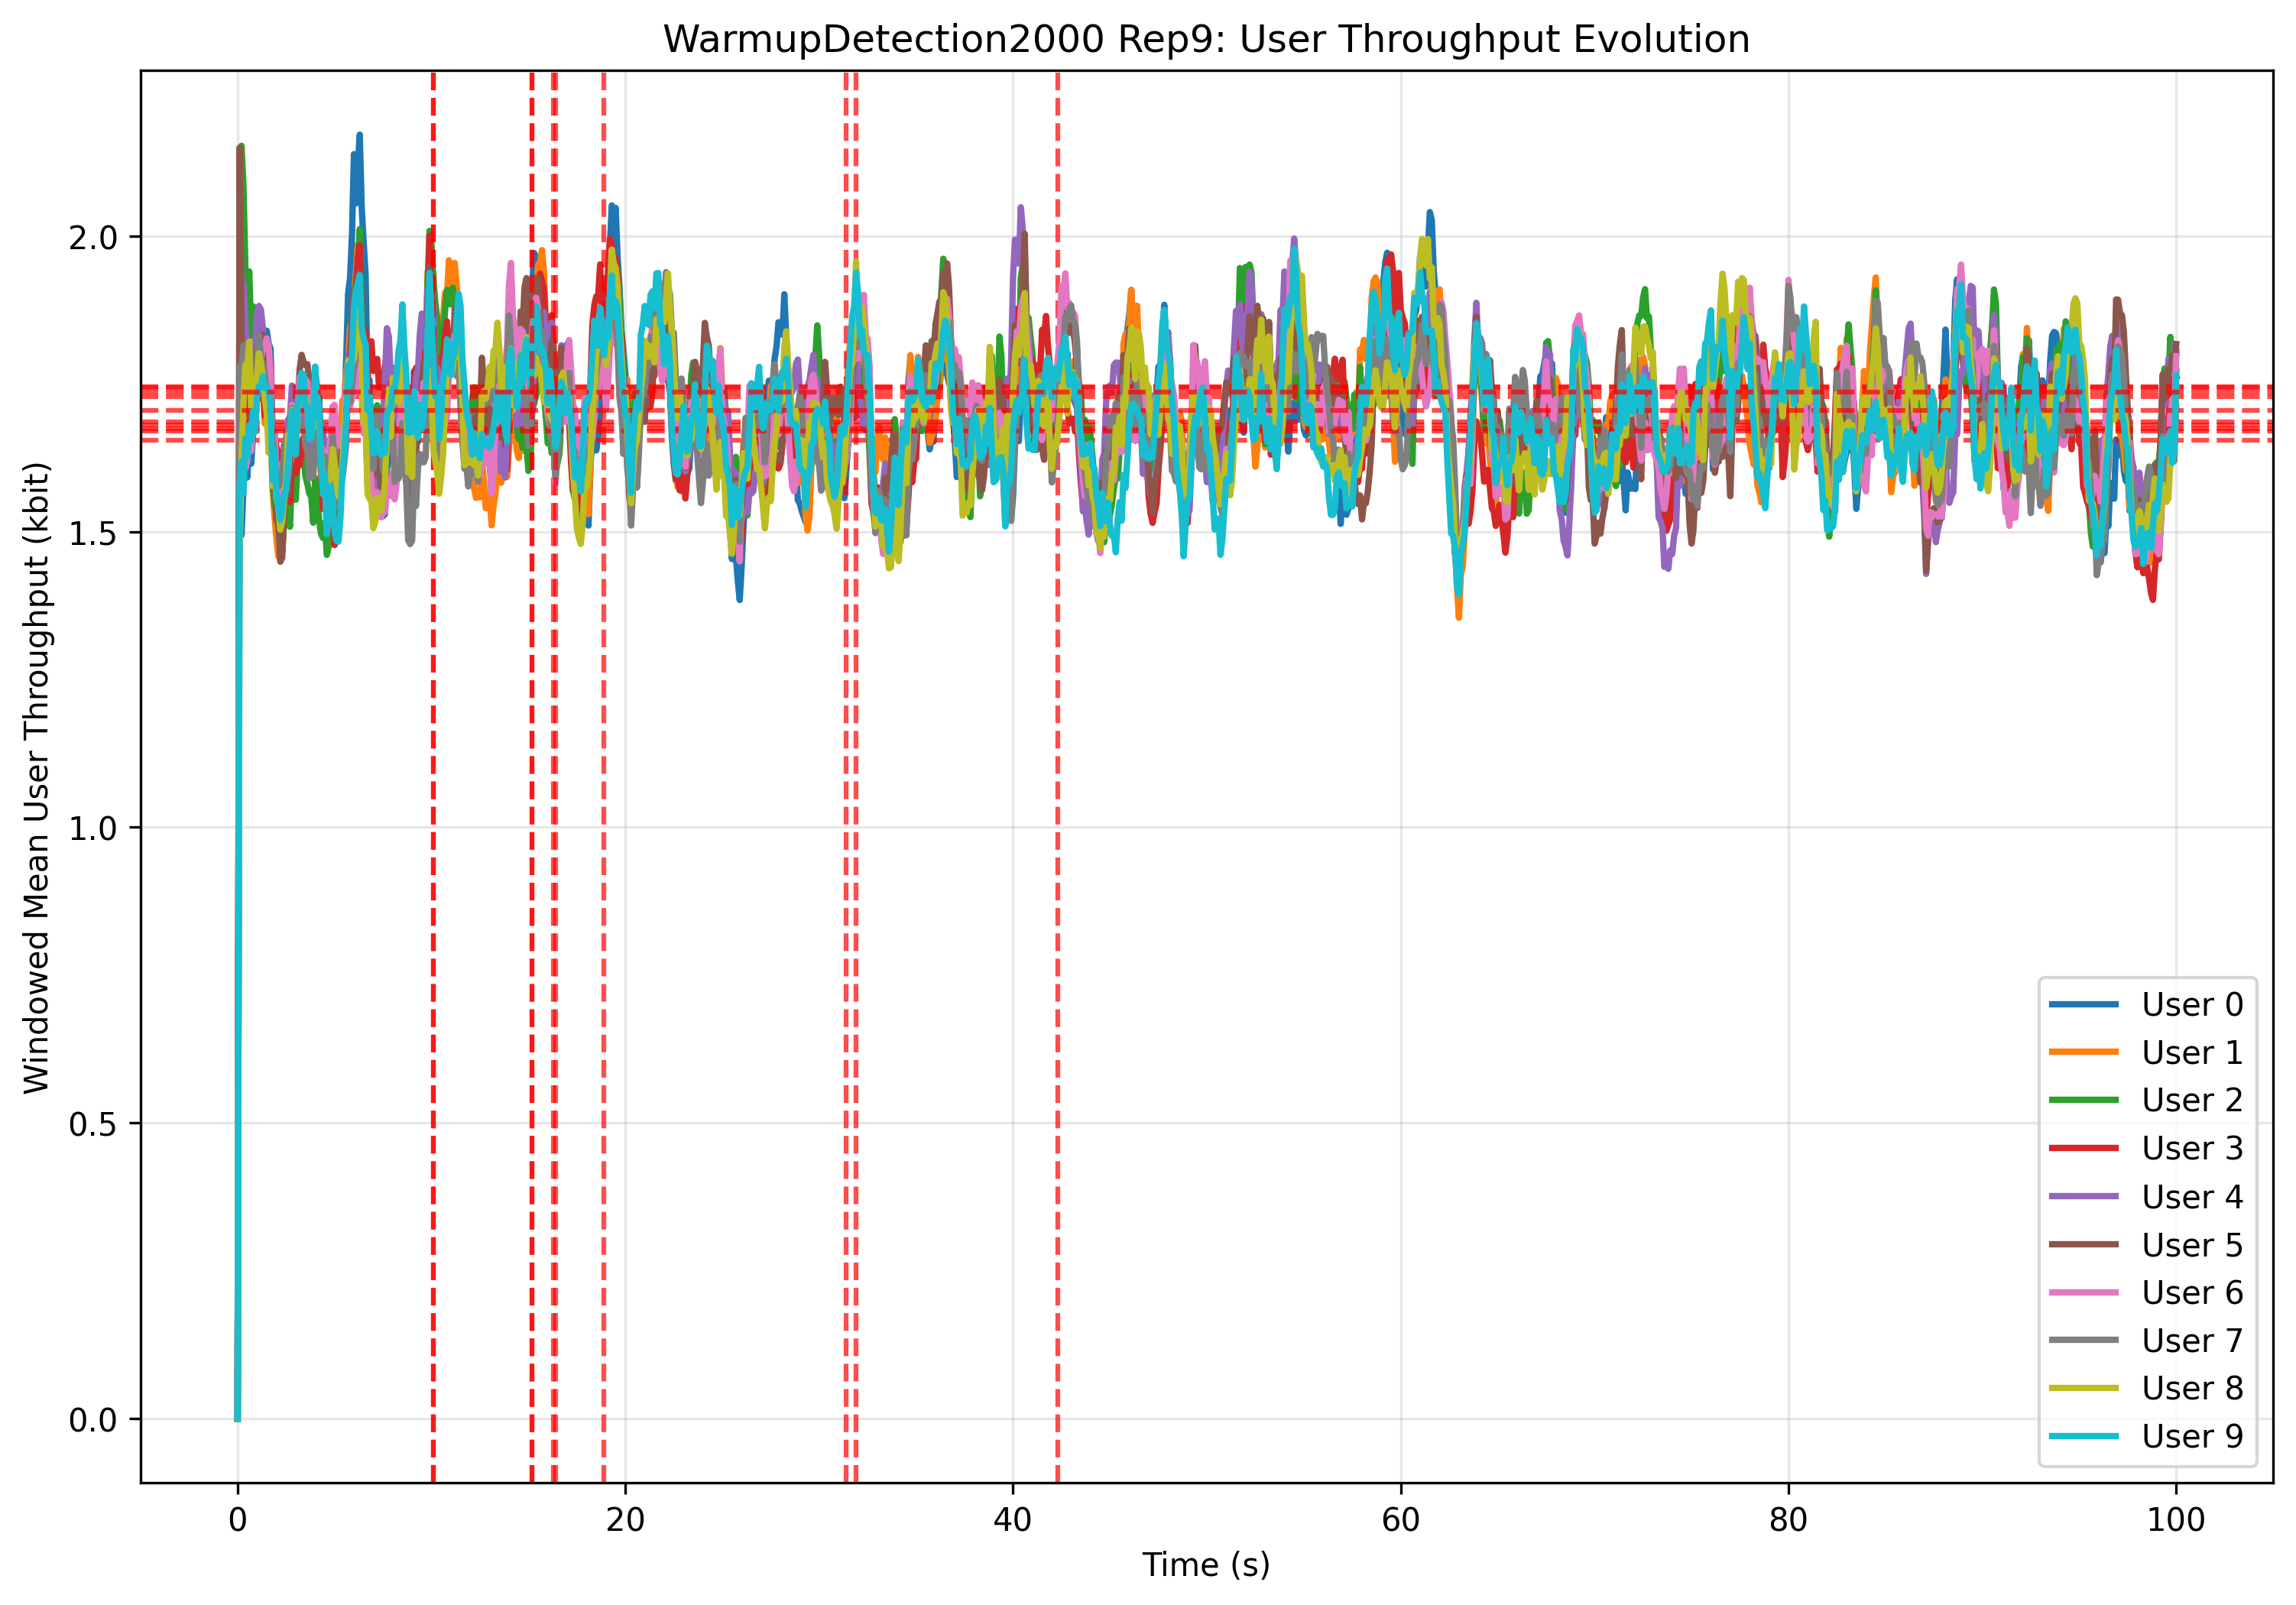 WarmupDetection2000 Rep9: User Throughput Evolution
Windowed Mean User Throughput (kbit)
2.0
1.5
1.0
0.5
0.0
0 20 40 60 80 100
Time (s)
User 0
User 1
User 2
User 3
User 4
User 5
User 6
User 7
User 8
User 9